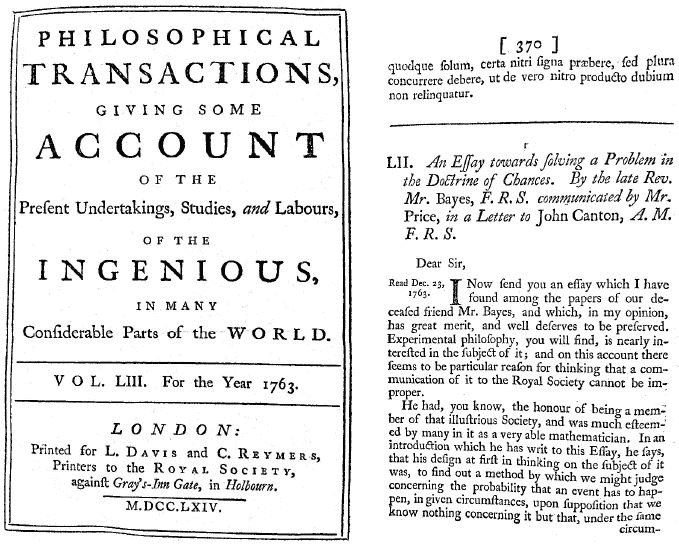 PHILOSOPHICAL
TRANSACTIONS,
GIVING SOME
ACCOUNT
OF THE
Preſent Undertakings, Studies, and Labours,
OF THE
INGENIOUS,
IN MANY
Conſiderable Parts of the WORLD.
VOL. LIII. For the Year 1763.
LONDON:
Printed for L. DAVIS and C. REYMERS,
Printers to the ROYAL SOCIETY,
againſt Gray's-Inn Gate, in Holbourn.
M.DCC.LXIV.
[ 370 ]
quodque ſolum, certa nitri ſigna præbere, ſed plura
concurrere debere, ut de vero nitro producto dubium
non relinquatur.
LII. An Eſſay towards ſolving a Problem in
the Doctrine of Chances. By the late Rev.
Mr. Bayes, F. R. S. communicated by Mr.
Price, in a Letter to John Canton, A. M.
F. R. S.
Dear Sir,
Read Dec. 23,
1763.
I Now ſend you an eſſay which I have
found among the papers of our de-
ceaſed friend Mr. Bayes, and which, in my opinion,
has great merit, and well deſerves to be preſerved.
Experimental philoſophy, you will find, is nearly in-
tereſted in the ſubject of it; and on this account there
ſeems to be particular reaſon for thinking that a com-
munication of it to the Royal Society cannot be im-
proper.
He had, you know, the honour of being a mem-
ber of that illuſtrious Society, and was much eſteem-
ed by many in it as a very able mathematician. In an
introduction which he has writ to this Eſſay, he ſays,
that his deſign at firſt in thinking on the ſubject of it
was, to find out a method by which we might judge
concerning the probability that an event has to hap-
pen, in given circumſtances, upon ſuppoſition that we
know nothing concerning it but that, under the ſame
circum-